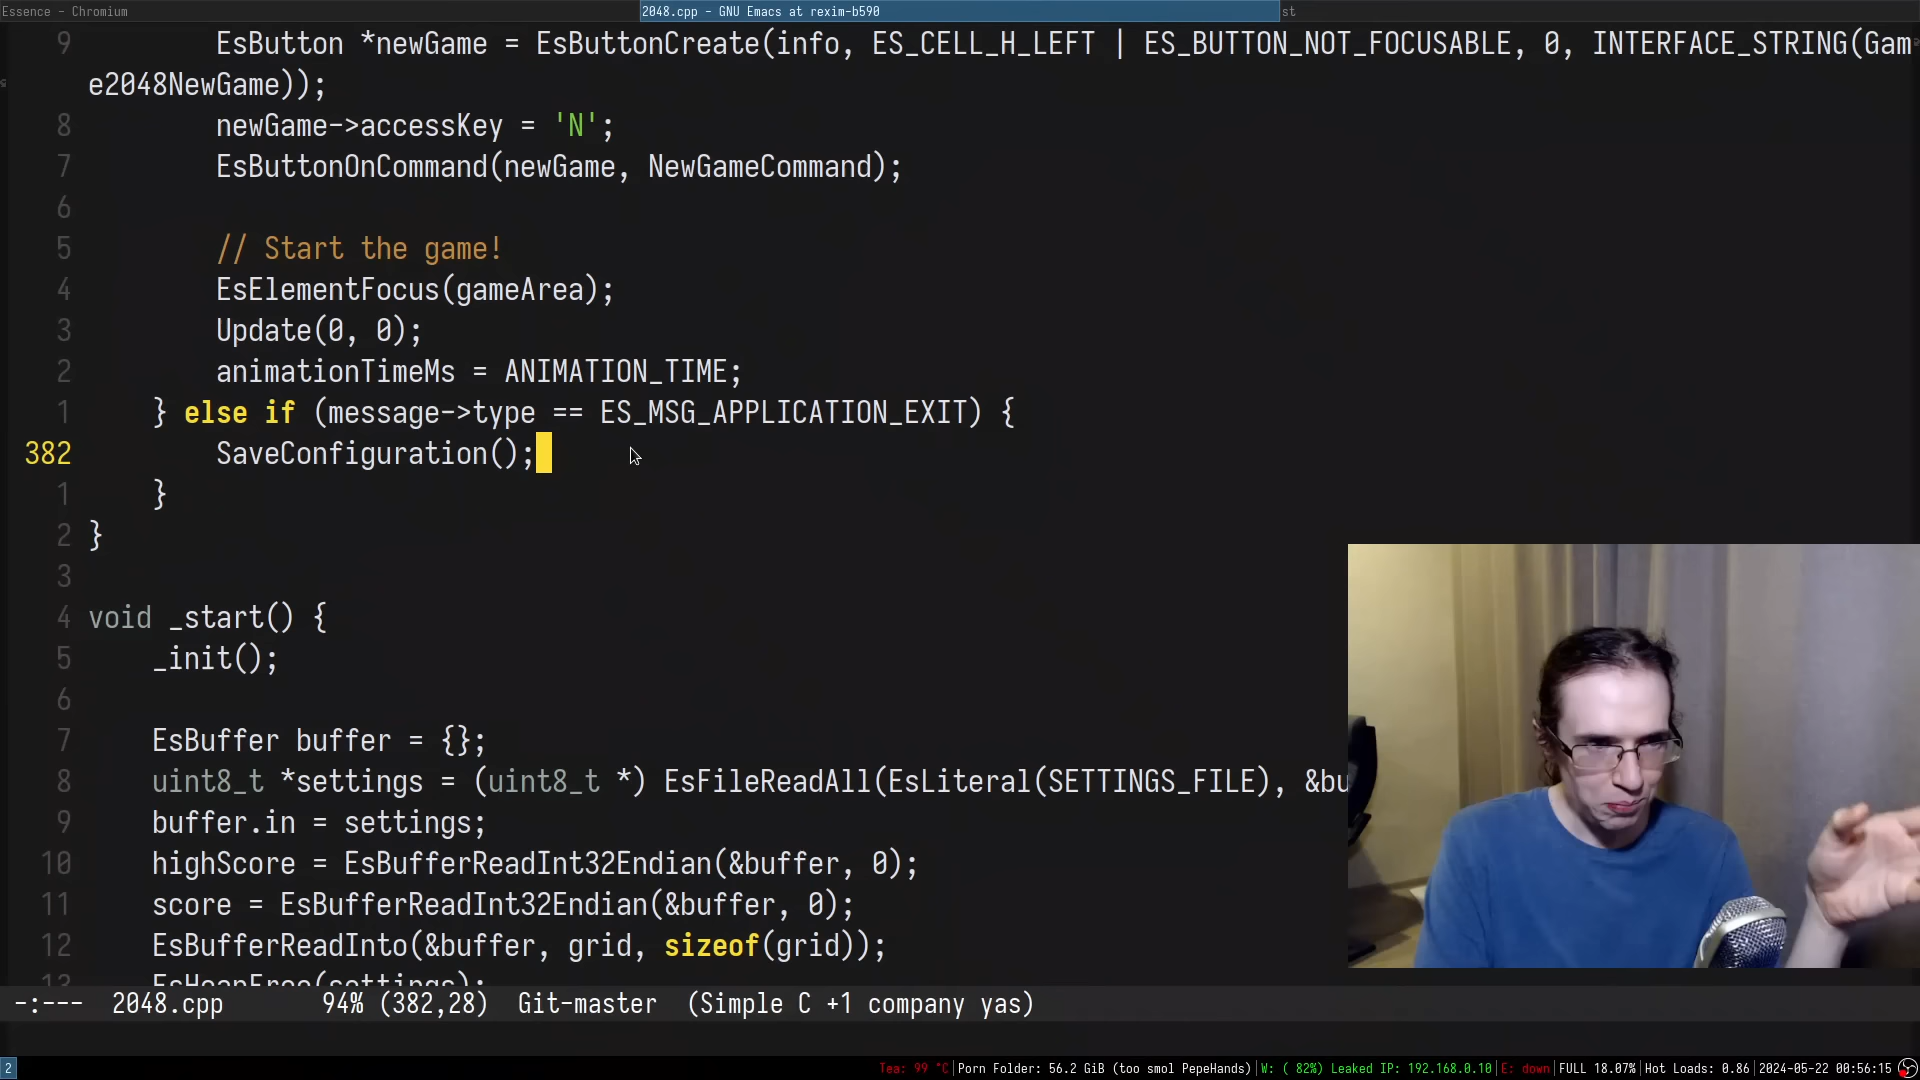 Essence - Chromium
2048.cpp - GNU Emacs at rexim-b590
st
9 EsButton *newGame = EsButtonCreate(info, ES_CELL_H_LEFT | ES_BUTTON_NOT_FOCUSABLE, 0, INTERFACE_STRING(Gam
e2048NewGame));
8 newGame->accessKey = 'N';
7 EsButtonOnCommand(newGame, NewGameCommand);
6
5 // Start the game!
4 EsElementFocus(gameArea);
3 Update(0, 0);
2 animationTimeMs = ANIMATION_TIME;
1 } else if (message->type == ES_MSG_APPLICATION_EXIT) {
382 SaveConfiguration();
1 }
2 }
3
4 void _start() {
5 _init();
6
7 EsBuffer buffer = {};
8 uint8_t *settings = (uint8_t *) EsFileReadAll(EsLiteral(SETTINGS_FILE), &bu
9 buffer.in = settings;
10 highScore = EsBufferReadInt32Endian(&buffer, 0);
11 score = EsBufferReadInt32Endian(&buffer, 0);
12 EsBufferReadInto(&buffer, grid, sizeof(grid));
13 EsHeapFree(settings);
-:--- 2048.cpp 94% (382,28) Git-master (Simple C +1 company yas)
2 Tea: 99 °C|Porn Folder: 56.2 GiB (too smol PepeHands)|W: ( 82%) Leaked IP: 192.168.0.10|E: down|FULL 18.07%|Hot Loads: 0.86|2024-05-22 00:56:15